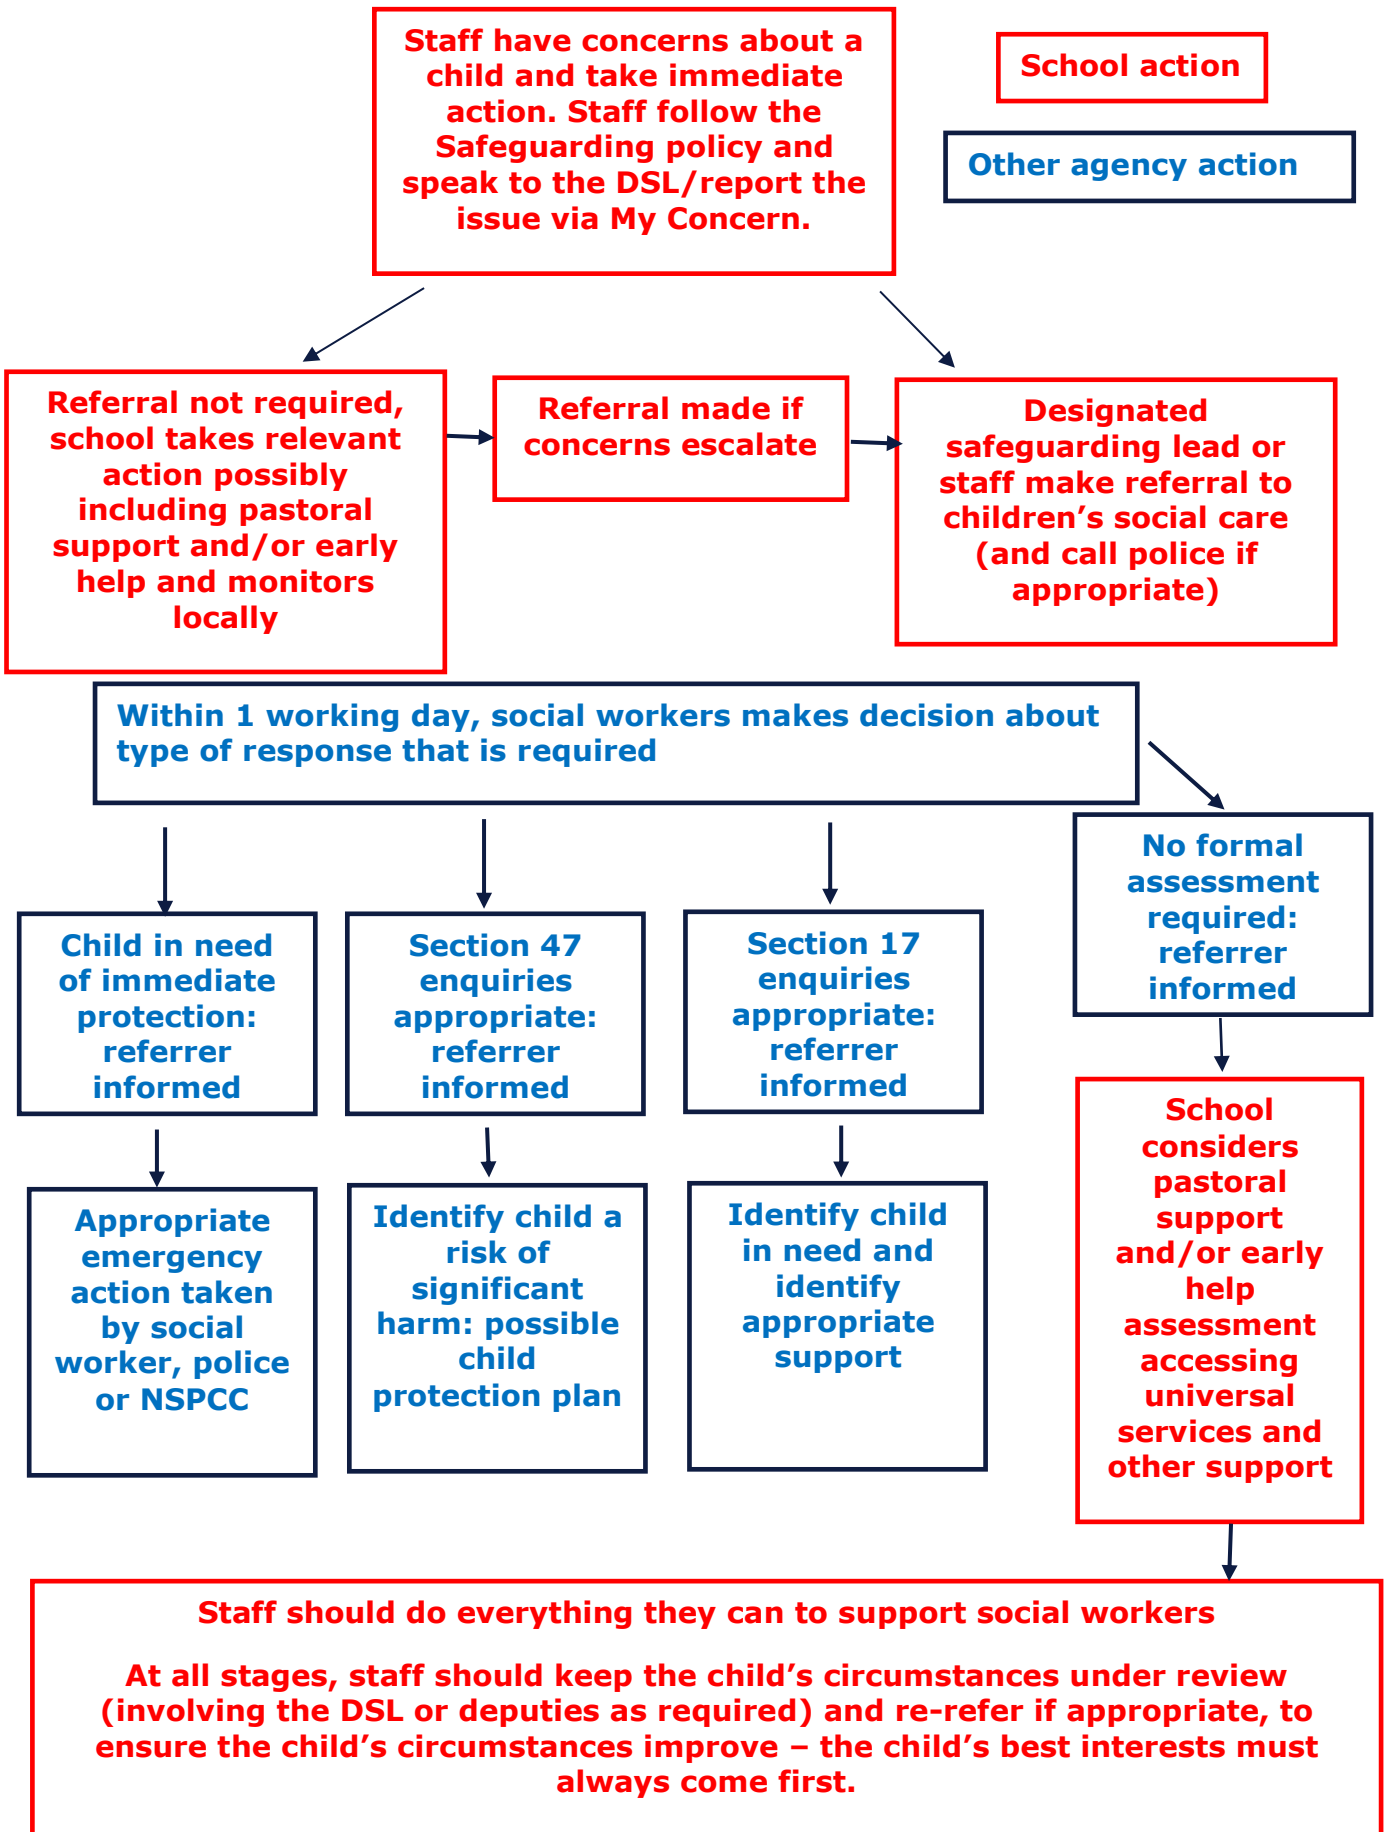 Staff have concerns about a
child and take immediate
action. Staff follow the
Safeguarding policy and
speak to the DSL/report the
issue via My Concern.
School action
Other agency action
Referral not required,
school takes relevant
action possibly
including pastoral
support and/or early
help and monitors
locally
Referral made if
concerns escalate
Designated
safeguarding lead or
staff make referral to
children’s social care
(and call police if
appropriate)
Within 1 working day, social workers makes decision about
type of response that is required
Child in need
of immediate
protection:
referrer
informed
Section 47
enquiries
appropriate:
referrer
informed
Section 17
enquiries
appropriate:
referrer
informed
No formal
assessment
required:
referrer
informed
Appropriate
emergency
action taken
by social
worker, police
or NSPCC
Identify child a
risk of
significant
harm: possible
child
protection plan
Identify child
in need and
identify
appropriate
support
School
considers
pastoral
support
and/or early
help
assessment
accessing
universal
services and
other support
Staff should do everything they can to support social workers
At all stages, staff should keep the child’s circumstances under review
(involving the DSL or deputies as required) and re-refer if appropriate, to
ensure the child’s circumstances improve – the child’s best interests must
always come first.